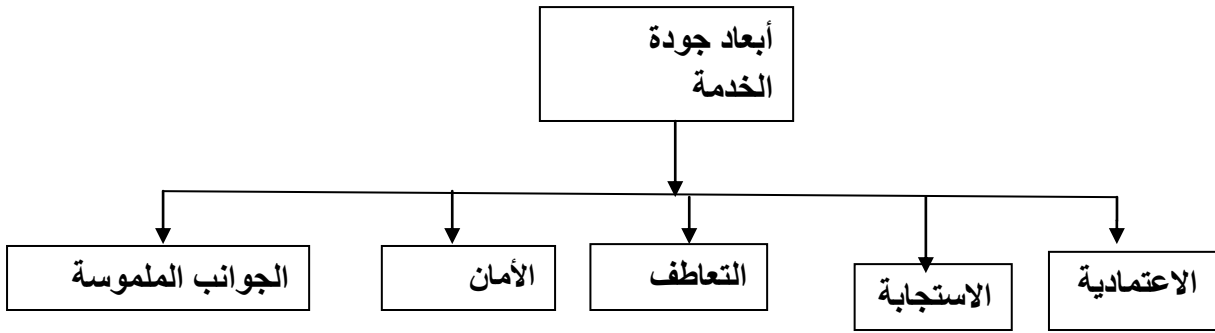 أبعاد جودة
الخدمة
الاعتمادية
الاستجابة
التعاطف
الأمان
الجوانب الملموسة